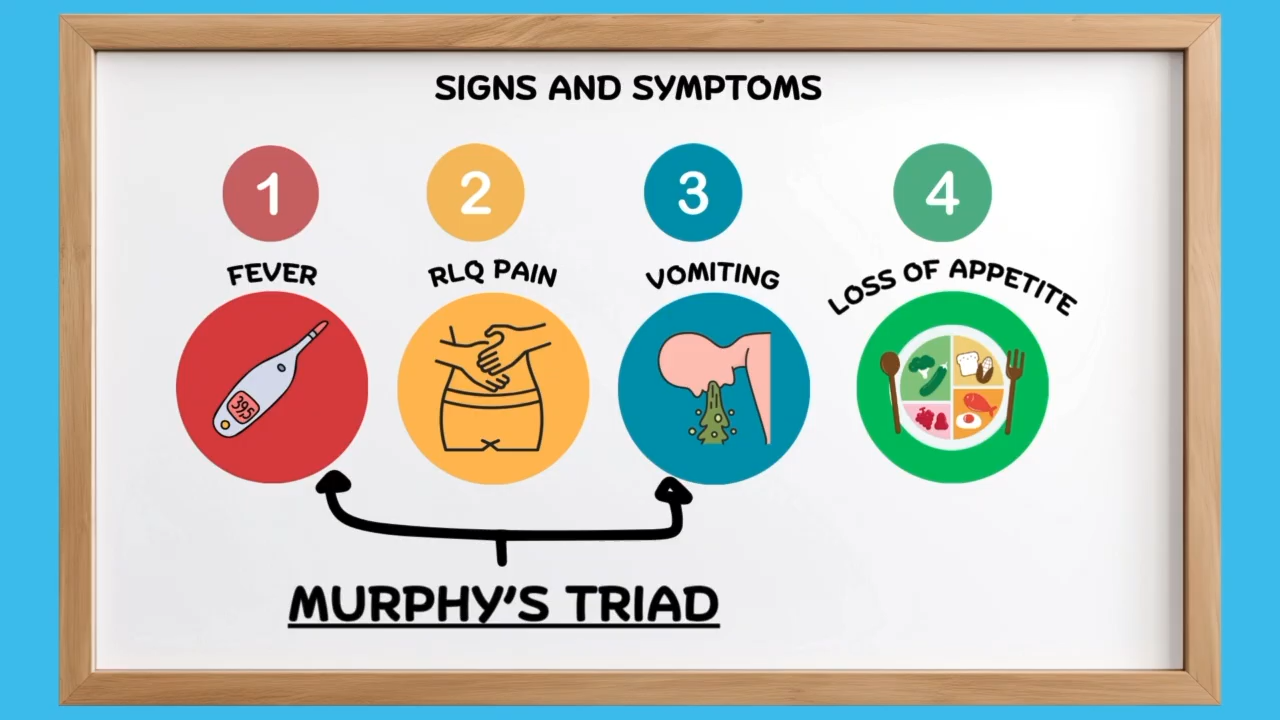 SIGNS AND SYMPTOMS
1
2
3
4
FEVER
RLQ PAIN
VOMITING
LOSS OF APPETITE
39,5
MURPHY'S TRIAD